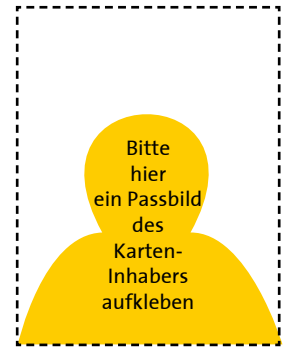 Bitte
hier
ein Passbild
des
Karten-
Inhabers
aufkleben